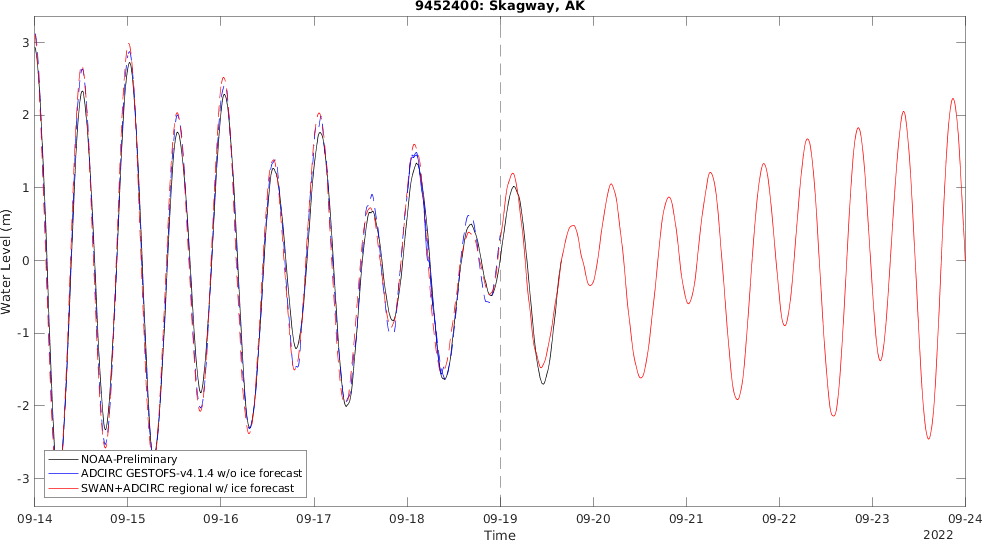 9452400: Skagway, AK
3
2
1
0
-1
-2
-3
Water Level (m)
NOAA-Preliminary
ADCIRC GESTOFS-v4.1.4 w/o ice forecast
SWAN+ADCIRC regional w/ ice forecast
09-14 09-15 09-16 09-17 09-18 09-19 09-20 09-21 09-22 09-23 09-24
Time
2022